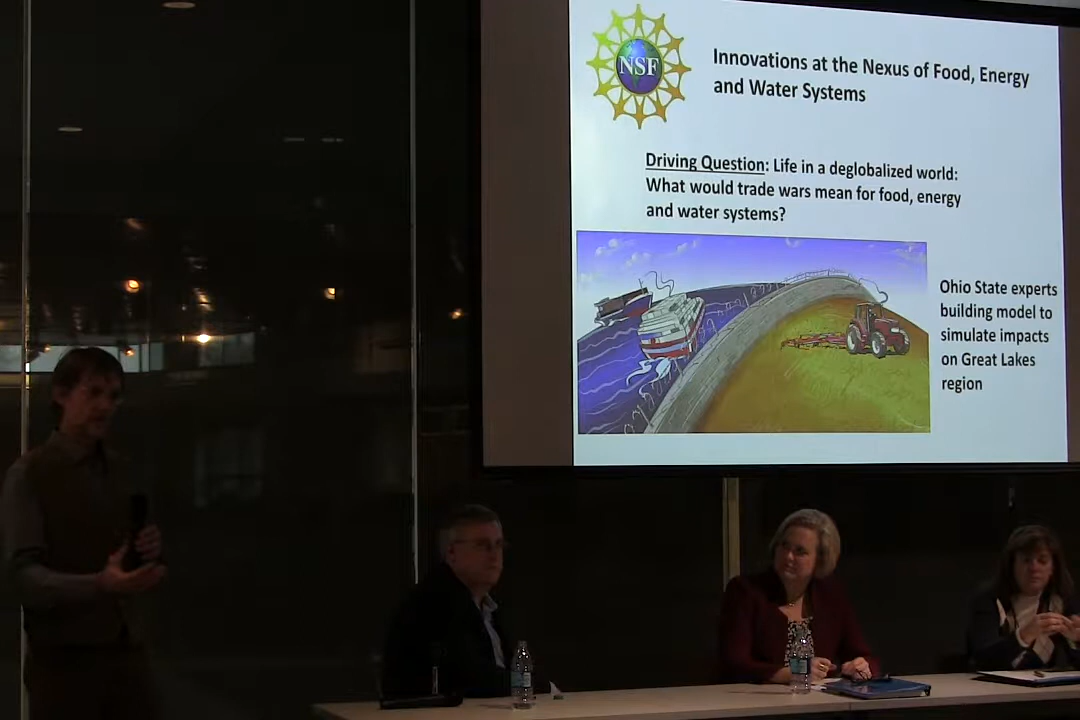 NSF
Innovations at the Nexus of Food, Energy
and Water Systems
Driving Question: Life in a deglobalized world:
What would trade wars mean for food, energy
and water systems?
Ohio State experts
building model to
simulate impacts
on Great Lakes
region